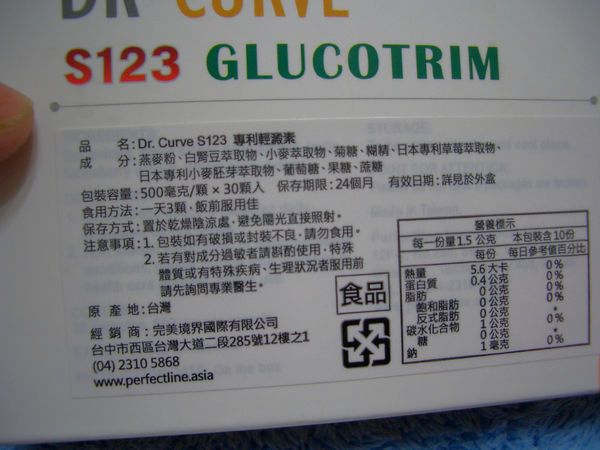 DR CURVE
S123 GLUCOTRIM
品 名:Dr. Curve S123 專利輕澱素
成 分:燕麥粉、白腎豆萃取物、小麥萃取物、菊糖、糊精、日本專利草莓萃取物、
日本專利小麥胚芽萃取物、葡萄糖、果糖、蔗糖
包裝容量:500毫克/顆×30顆入 保存期限:24個月 有效日期:詳見於外盒
食用方法:一天3顆,飯前服用佳
保存方式:置於乾燥陰涼處,避免陽光直接照射。
注意事項:1. 包裝如有破損或封裝不良,請勿食用。
2. 若有對成分過敏者請斟酌使用,特殊
體質或有特殊疾病、生理狀況者服用前
請先詢問專業醫生。
原 產 地:台灣
經 銷 商:完美境界國際有限公司
台中市西區台灣大道二段285號12樓之1
(04) 2310 5868
www.perfectline.asia
食品
營養標示
每一份量1.5 公克 本包裝含10份
每份 每日參考值百分比
熱量 5.6 大卡 0%
蛋白質 0.4 公克 0%
脂肪 0 公克 0%
飽和脂肪 0 公克 0%
反式脂肪 0 公克 *
碳水化合物 1 公克 0%
糖 0 公克 *
鈉 1 毫克 0%